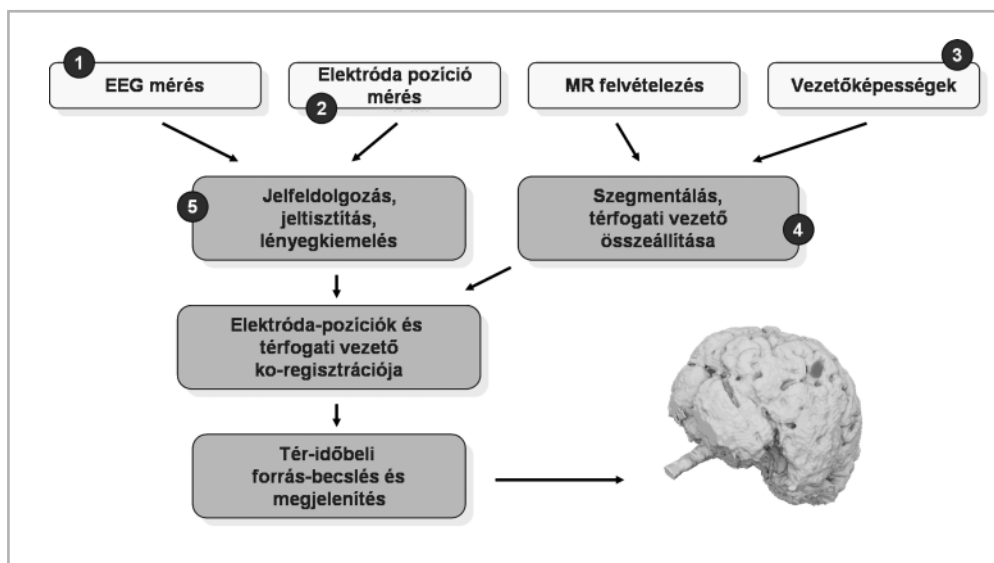 1
EEG mérés
Elektróda pozíció
mérés
2
MR felvételezés
3
Vezetőképességek
5
Jelfeldolgozás,
jeltisztítás,
lényegkiemelés
Szegmentálás,
térfogati vezető
összeállítása
4
Elektróda-pozíciók és
térfogati vezető
ko-regisztrációja
Tér-időbeli
forrás-becslés és
megjelenítés